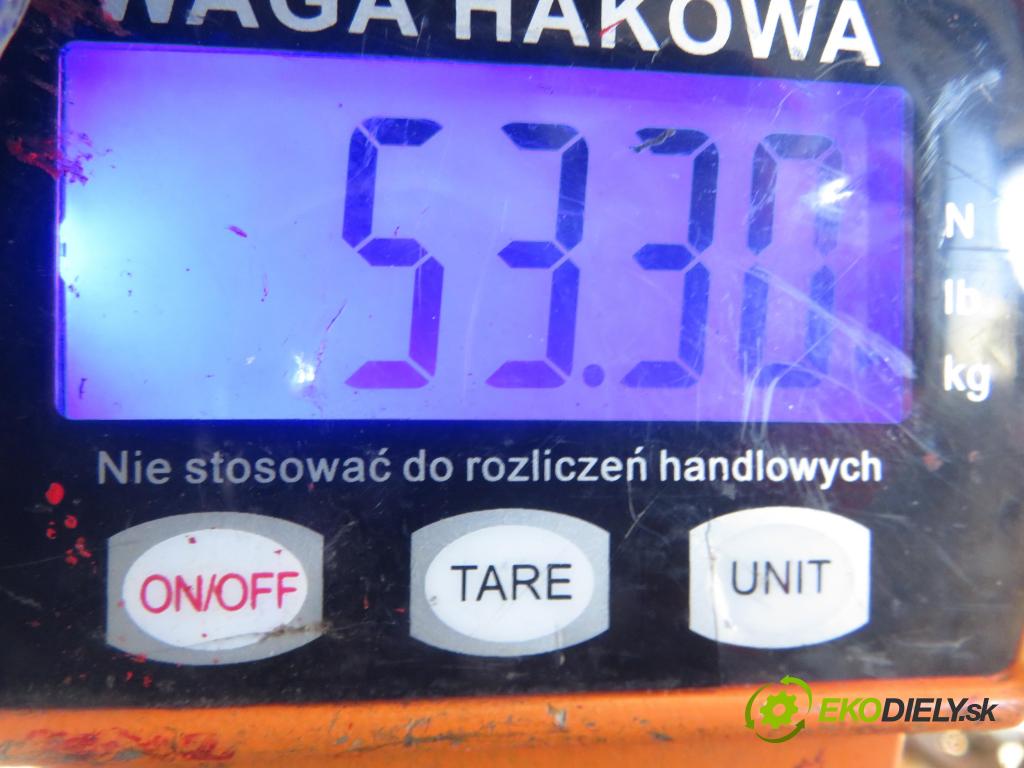 WAGA HAKOWA
53.30
N
lb
kg
Nie stosować do rozliczeń handlowych
ON/OFF
TARE
UNIT
EKODIELY.sk